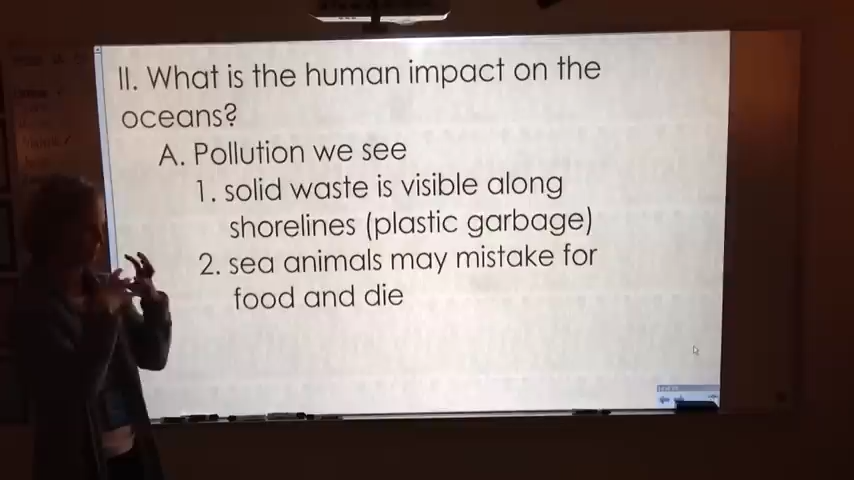 II. What is the human impact on the
oceans?
A. Pollution we see
1. solid waste is visible along
shorelines (plastic garbage)
2. sea animals may mistake for
food and die